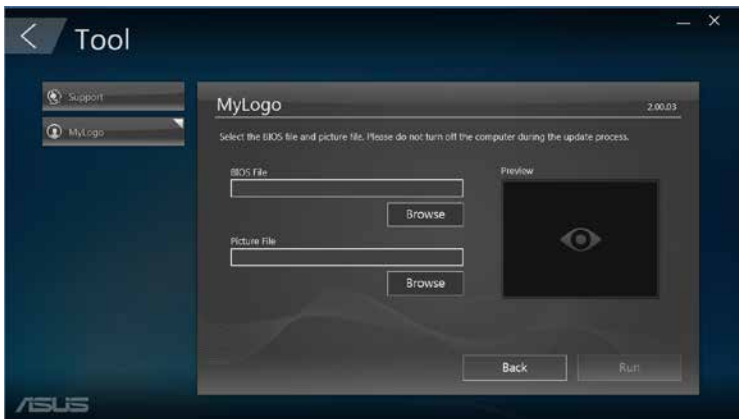 Tool
Support
MyLogo
MyLogo
2.00.03
Select the BIOS file and picture file. Please do not turn off the computer during the update process.
BIOS File
Preview
Browse
Picture File
Browse
Back
Run
ASUS